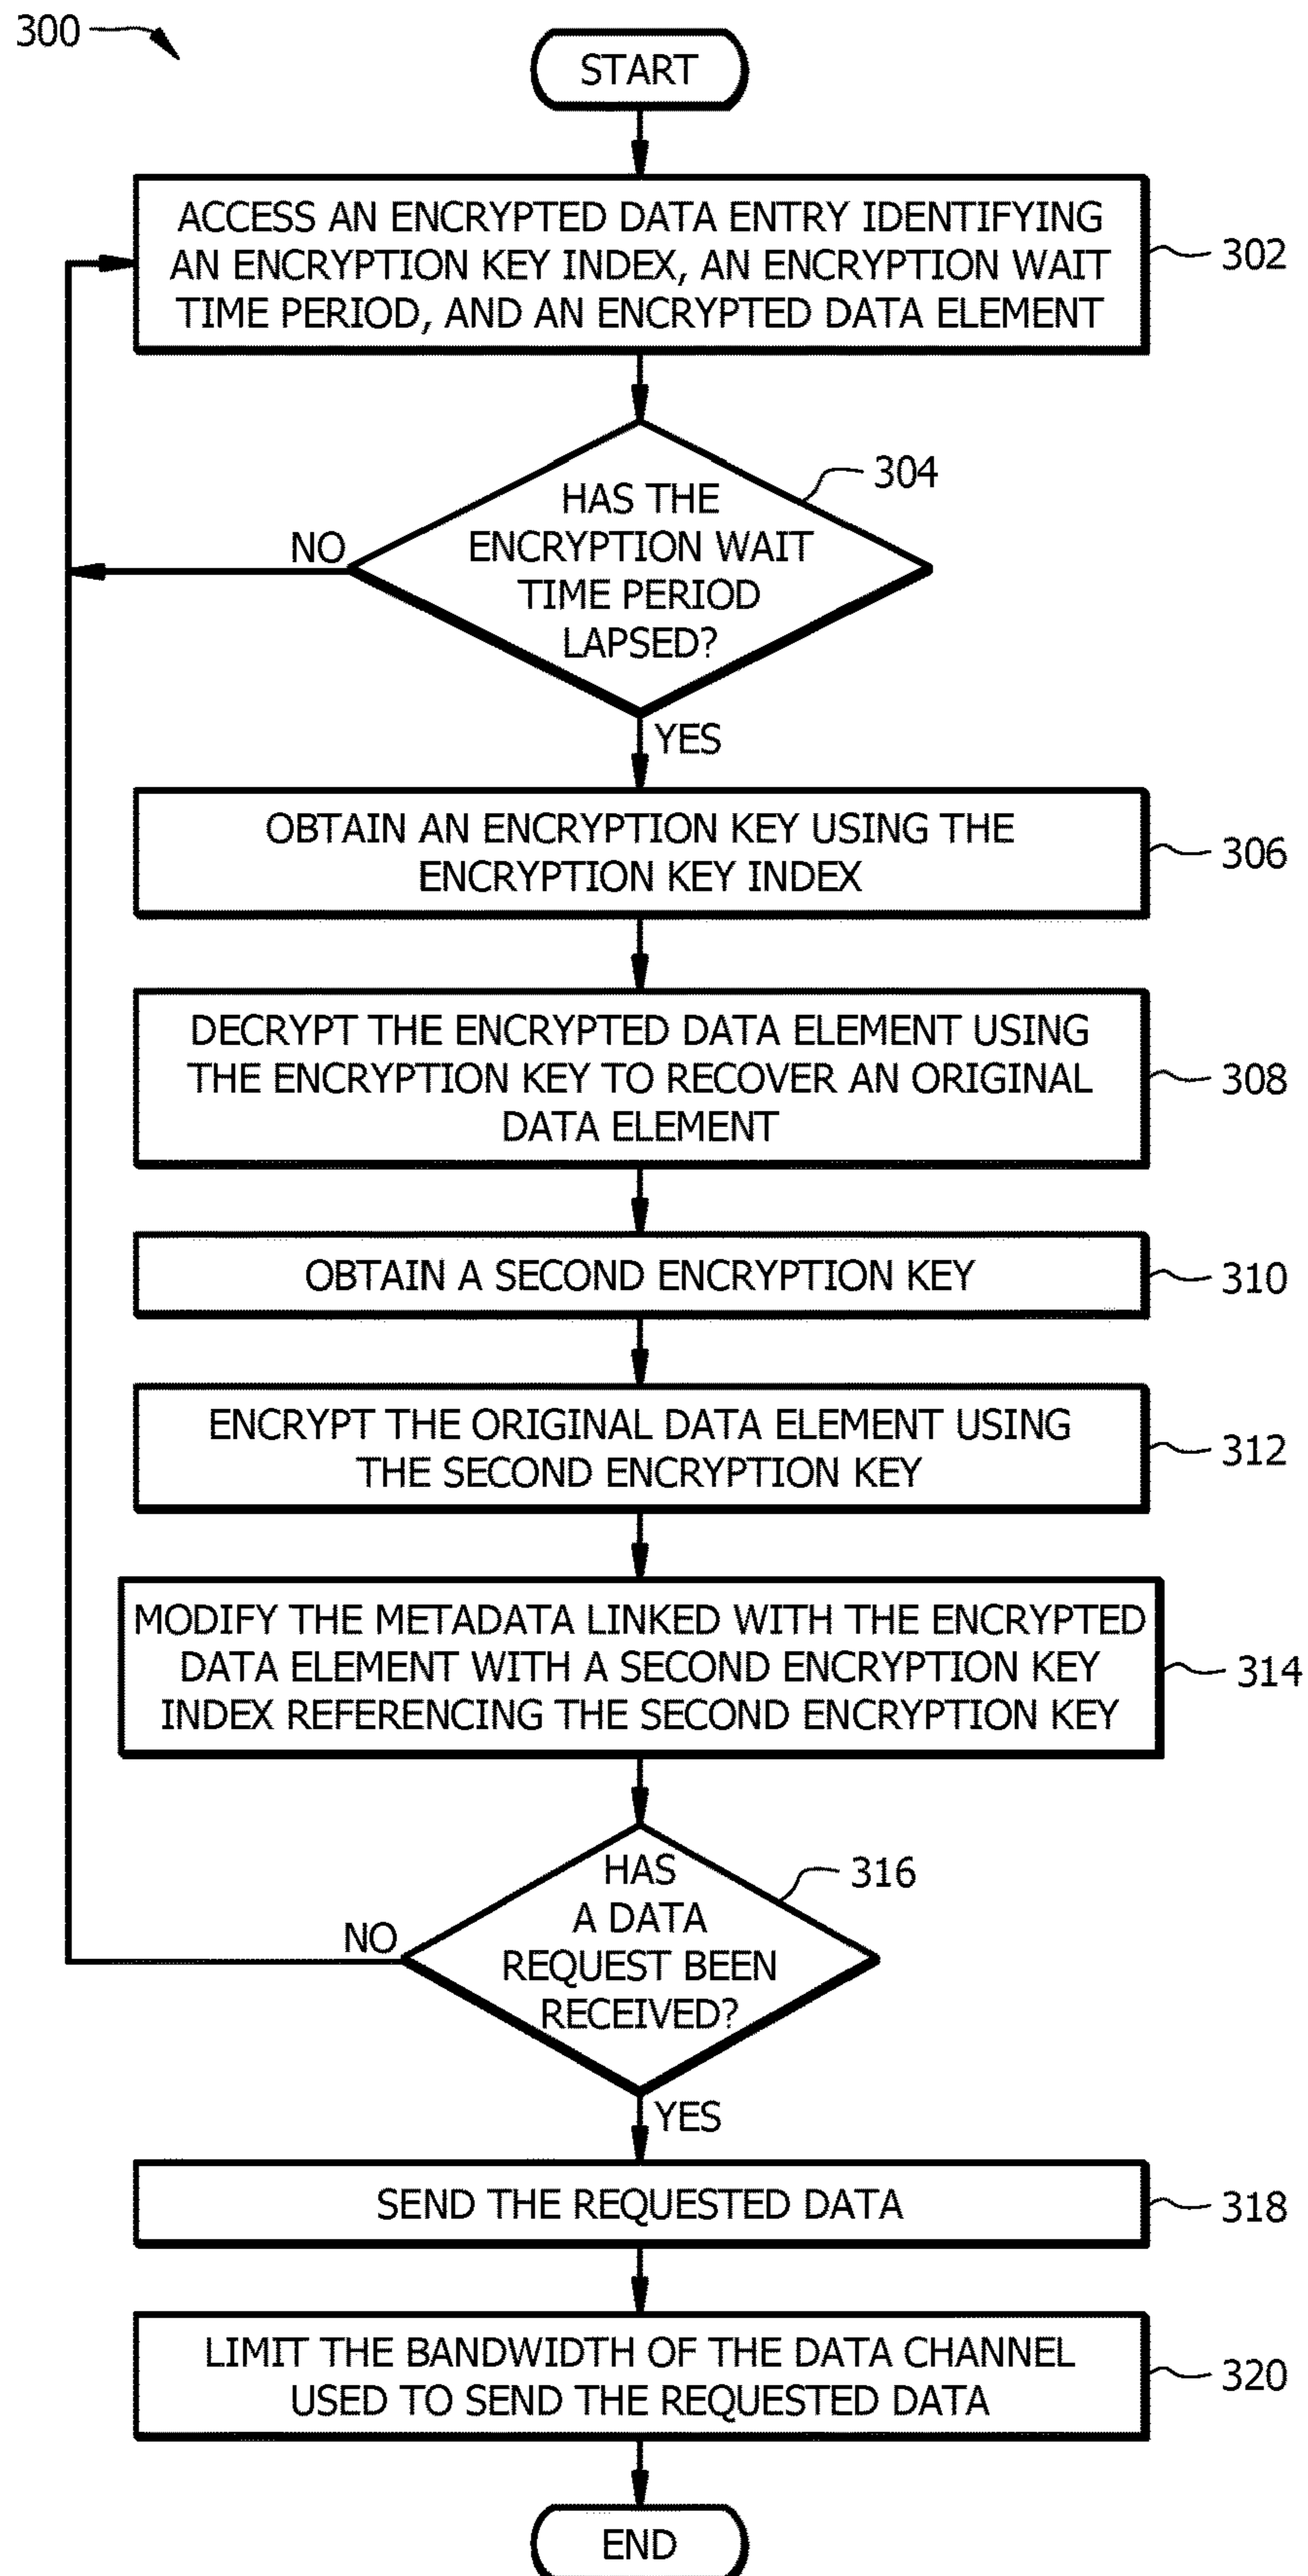 300
START
ACCESS AN ENCRYPTED DATA ENTRY IDENTIFYING
AN ENCRYPTION KEY INDEX, AN ENCRYPTION WAIT
TIME PERIOD, AND AN ENCRYPTED DATA ELEMENT
302
HAS THE
ENCRYPTION WAIT
TIME PERIOD
LAPSED?
304
NO
YES
OBTAIN AN ENCRYPTION KEY USING THE
ENCRYPTION KEY INDEX
306
DECRYPT THE ENCRYPTED DATA ELEMENT USING
THE ENCRYPTION KEY TO RECOVER AN ORIGINAL
DATA ELEMENT
308
OBTAIN A SECOND ENCRYPTION KEY
310
ENCRYPT THE ORIGINAL DATA ELEMENT USING
THE SECOND ENCRYPTION KEY
312
MODIFY THE METADATA LINKED WITH THE ENCRYPTED
DATA ELEMENT WITH A SECOND ENCRYPTION KEY
INDEX REFERENCING THE SECOND ENCRYPTION KEY
314
HAS
A DATA
REQUEST BEEN
RECEIVED?
316
NO
YES
SEND THE REQUESTED DATA
318
LIMIT THE BANDWIDTH OF THE DATA CHANNEL
USED TO SEND THE REQUESTED DATA
320
END